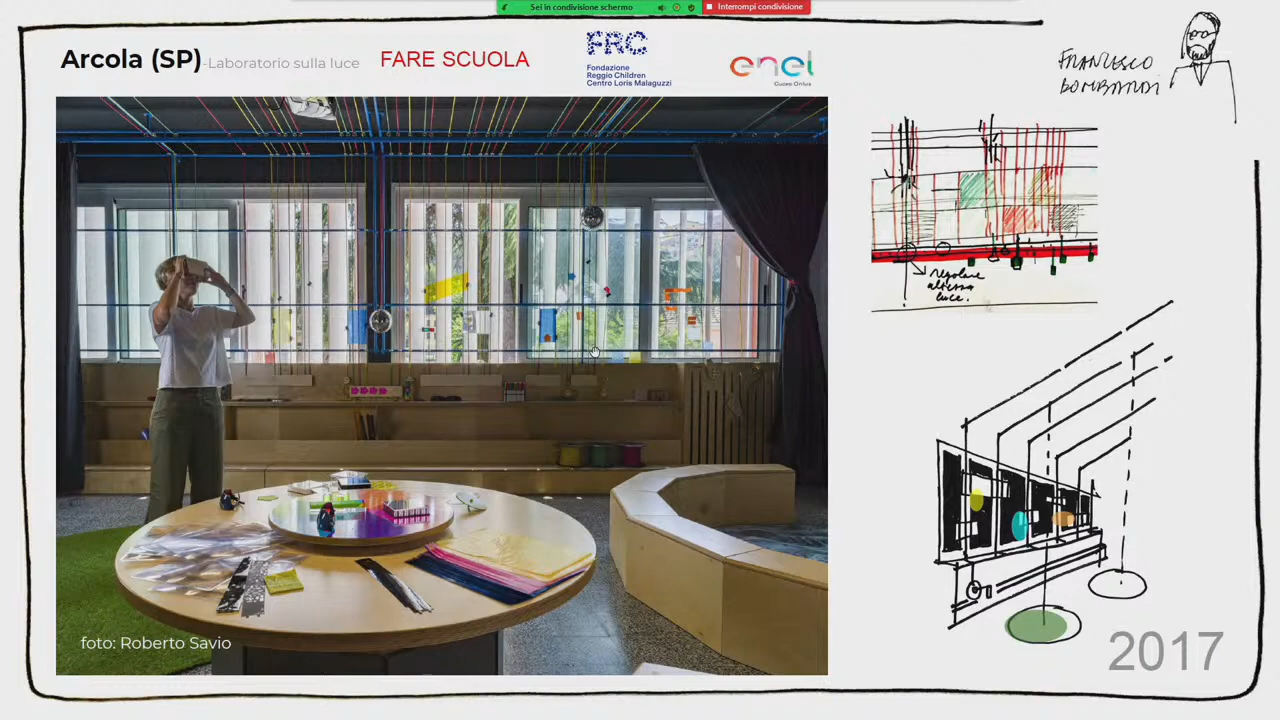 Sei in condivisione schermo
Interrompi condivisione
Arcola (SP)-Laboratorio sulla luce
FARE SCUOLA
FRC
Fondazione
Reggio Children
Centro Loris Malaguzzi
enel
Cuore Onlus
FRANCESCO
BOMBARDI
regolare
altezza
luce.
foto: Roberto Savio
2017